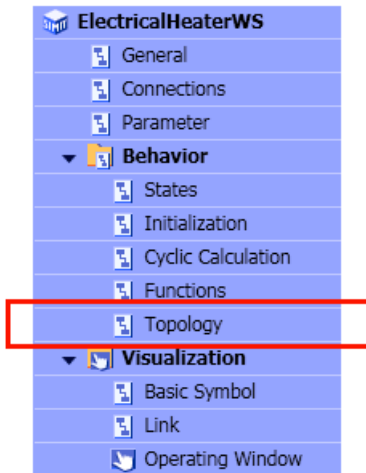 ElectricalHeaterWS
General
Connections
Parameter
Behavior
States
Initialization
Cyclic Calculation
Functions
Topology
Visualization
Basic Symbol
Link
Operating Window